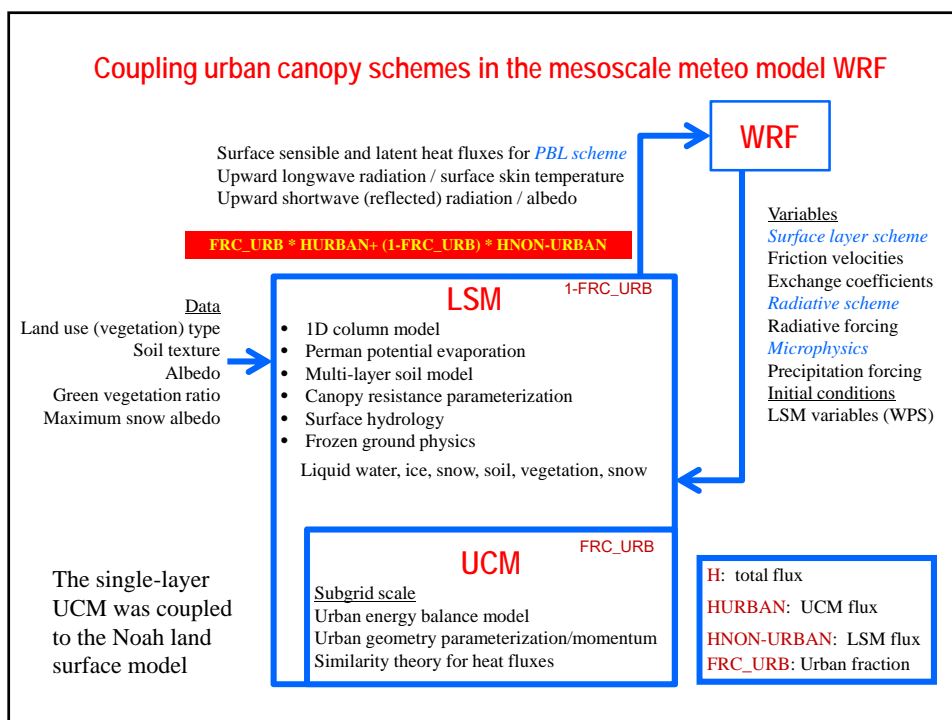 Coupling urban canopy schemes in the mesoscale meteo model WRF
WRF
Surface sensible and latent heat fluxes for PBL scheme
Upward longwave radiation / surface skin temperature
Upward shortwave (reflected) radiation / albedo
FRC_URB * HURBAN+ (1-FRC_URB) * HNON-URBAN
Variables
Surface layer scheme
Friction velocities
Exchange coefficients
Radiative scheme
Radiative forcing
Microphysics
Precipitation forcing
Initial conditions
LSM variables (WPS)
Data
Land use (vegetation) type
Soil texture
Albedo
Green vegetation ratio
Maximum snow albedo
1-FRC_URB
LSM
• 1D column model
• Perman potential evaporation
• Multi-layer soil model
• Canopy resistance parameterization
• Surface hydrology
• Frozen ground physics
Liquid water, ice, snow, soil, vegetation, snow
FRC_URB
UCM
Subgrid scale
Urban energy balance model
Urban geometry parameterization/momentum
Similarity theory for heat fluxes
The single-layer
UCM was coupled
to the Noah land
surface model
H: total flux
HURBAN: UCM flux
HNON-URBAN: LSM flux
FRC_URB: Urban fraction